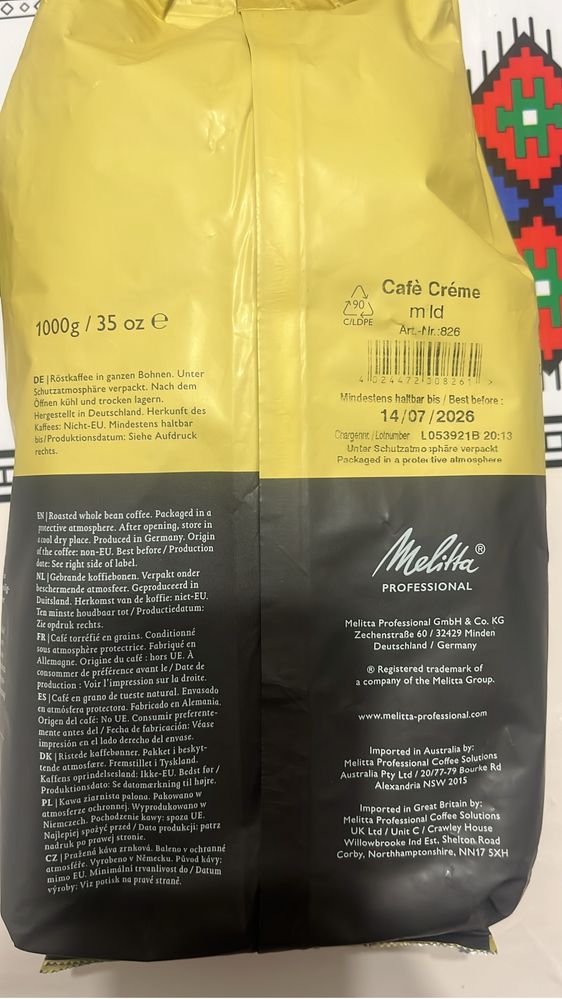 1000g / 35 oz ℮
DE | Röstkaffee in ganzen Bohnen. Unter
Schutzatmosphäre verpackt. Nach dem
Öffnen kühl und trocken lagern.
Hergestellt in Deutschland. Herkunft des
Kaffees: Nicht-EU. Mindestens haltbar
bis/Produktionsdatum: Siehe Aufdruck
rechts.
EN | Roasted whole bean coffee. Packaged in a
protective atmosphere. After opening, store in
a cool dry place. Produced in Germany. Origin
of the coffee: non-EU. Best before / Production
date: See right side of label.
NL | Gebrande koffiebonen. Verpakt onder
beschermende atmosfeer. Geproduceerd in
Duitsland. Herkomst van de koffie: niet-EU.
Ten minste houdbaar tot / Productiedatum:
Zie opdruk rechts.
FR | Café torréfié en grains. Conditionné
sous atmosphère protectrice. Fabriqué en
Allemagne. Origine du café : hors UE. À
consommer de préférence avant le / Date de
production : Voir l'impression sur la droite.
ES | Café en grano de tueste natural. Envasado
en atmósfera protectora. Fabricado en Alemania.
Origen del café: No UE. Consumir preferente-
mente antes del / Fecha de fabricación: Véase
impresión en el lado derecho del envase.
DK | Ristede kaffebønner. Pakket i beskyt-
tende atmosfære. Fremstillet i Tyskland.
Kaffens oprindelsesland: Ikke-EU. Bedst før /
Produktionsdato: Se datomærkning til højre.
PL | Kawa ziarnista palona. Pakowano w
atmosferze ochronnej. Wyprodukowano w
Niemczech. Pochodzenie kawy: spoza UE.
Najlepiej spożyć przed / Data produkcji: patrz
nadruk po prawej stronie.
CZ | Pražená káva zrnková. Baleno v ochranné
atmosféře. Vyrobeno v Německu. Původ kávy:
mimo EU. Minimální trvanlivost do / Datum
výroby: Viz potisk na pravé straně.
90
C/LDPE
Cafè Créme
mild
Art.-Nr.:826
4 024472 008261 >
Mindestens haltbar bis / Best before :
14/07/2026
Chargennr. / Lotnumber L053921B 20:13
Unter Schutzatmosphäre verpackt
Packaged in a protective atmosphere
Melitta®
PROFESSIONAL
Melitta Professional GmbH & Co. KG
Zechenstraße 60 / 32429 Minden
Deutschland / Germany
® Registered trademark of
a company of the Melitta Group.
www.melitta-professional.com
Imported in Australia by:
Melitta Professional Coffee Solutions
Australia Pty Ltd / 20/77-79 Bourke Rd
Alexandria NSW 2015
Imported in Great Britain by:
Melitta Professional Coffee Solutions
UK Ltd / Unit C / Crawley House
Willowbrooke Ind Est. Shelton Road
Corby, Northhamptonshire, NN17 5XH